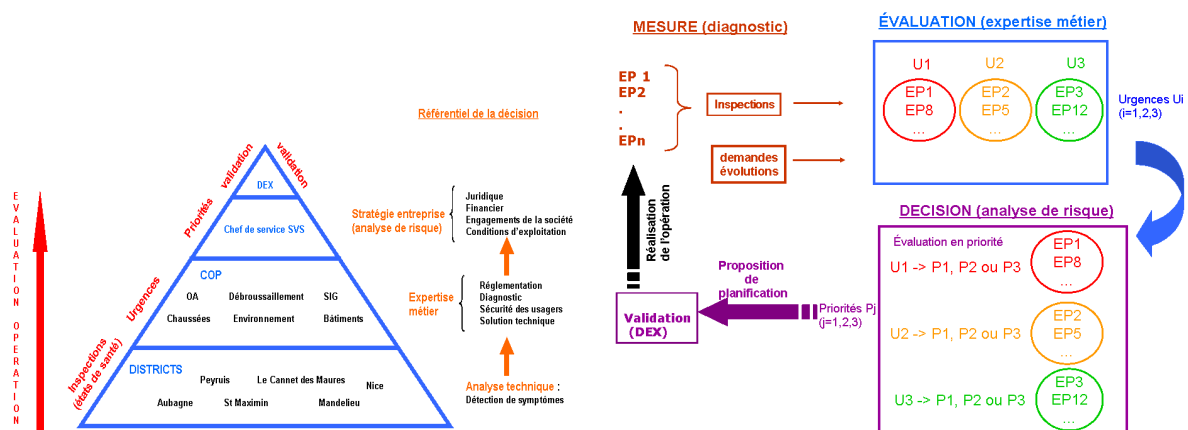 EVALUATION OPERATION
validation
validation
Priorités
Urgences
Inspections
(états de santé)
DEX
Chef de service SVS
COP
OA Débroussaillement SIG
Chaussées Environnement Bâtiments
DISTRICTS
Peyruis Le Cannet des Maures Nice
Aubagne St Maximin Mandelieu
Référentiel de la décision
Stratégie entreprise
(analyse de risque)
Juridique
Financier
Engagements de la société
Conditions d'exploitation
Expertise
métier
Réglementation
Diagnostic
Sécurité des usagers
Solution technique
Analyse technique :
Détection de symptômes
MESURE (diagnostic)
EP 1
EP2
.
.
EPn
Inspections
demandes
évolutions
Réalisation
de l'opération
Validation
(DEX)
Proposition
de
planification
Priorités Pj
(j=1,2,3)
ÉVALUATION (expertise métier)
U1 U2 U3
EP1 EP2 EP3
EP8 EP5 EP12
... ... ...
Urgences Ui
(i=1,2,3)
DECISION (analyse de risque)
Évaluation en priorité
U1 -> P1, P2 ou P3
EP1
EP8
...
U2 -> P1, P2 ou P3
EP2
EP5
...
U3 -> P1, P2 ou P3
EP3
EP12
...